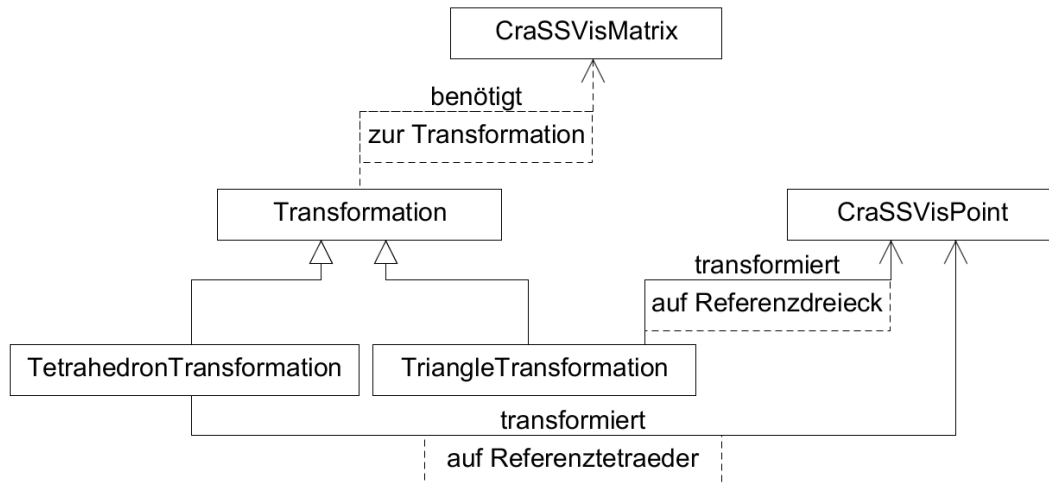 CraSSVisMatrix
benötigt
zur Transformation
Transformation
CraSSVisPoint
transformiert
auf Referenzdreieck
TetrahedronTransformation
TriangleTransformation
transformiert
auf Referenztetraeder